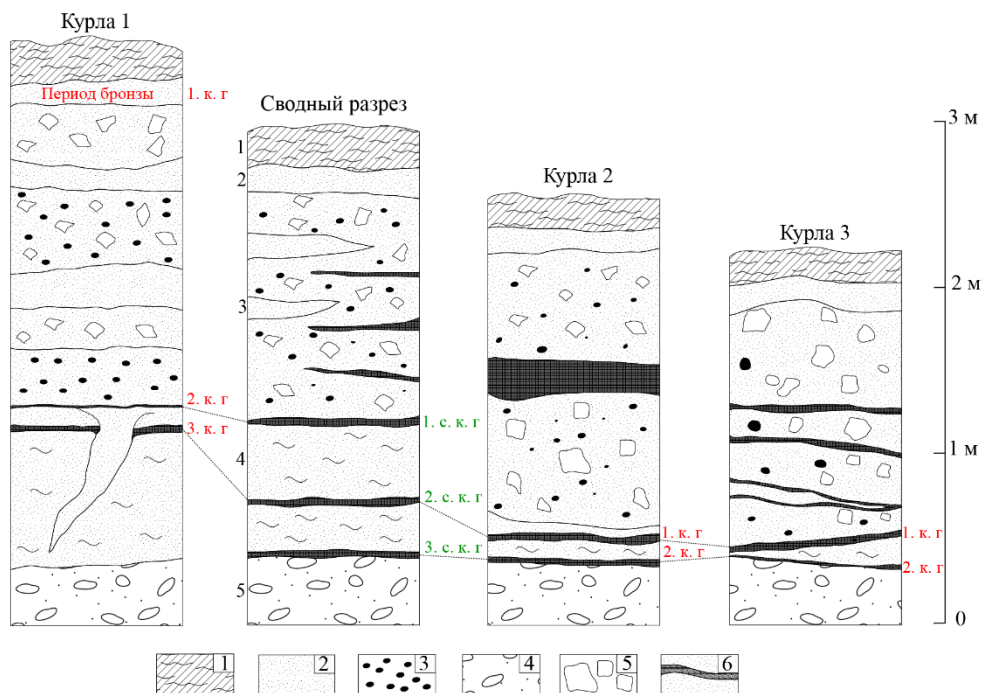 Курла 1
Период бронзы
1. к. г
2. к. г
3. к. г
Сводный разрез
1
2
3
4
5
1. с. к. г
2. с. к. г
3. с. к. г
Курла 2
1. к. г
2. к. г
Курла 3
1. к. г
2. к. г
3 м
2 м
1 м
0
1
2
3
4
5
6